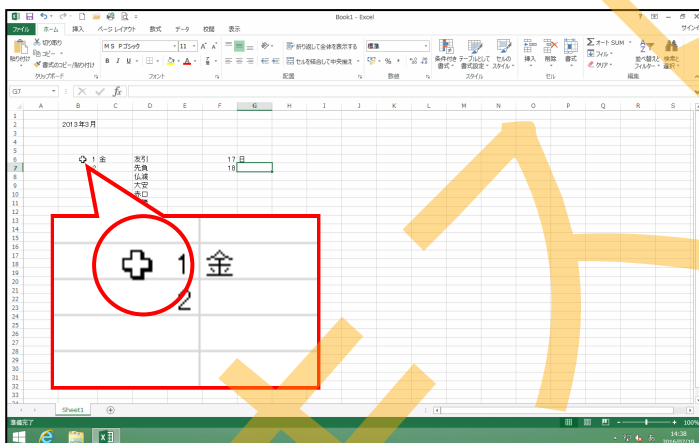 Book1 - Excel
サインイン
ファイル ホーム 挿入 ページ レイアウト 数式 データ 校閲 表示
切り取り
コピー
書式のコピー/貼り付け
貼り付け
クリップボード
ＭＳ Ｐゴシック 11
B I U
フォント
折り返して全体を表示する
セルを結合して中央揃え
配置
標準
数値
条件付き書式
テーブルとして書式設定
セルのスタイル
スタイル
挿入 削除 書式
セル
オート SUM
フィル
クリア
並べ替えとフィルター
検索と選択
編集
G7
fx
A B C D E F G H I J K L M N O P Q R S
2013年3月
1 金 友引 17 日
先負 18
仏滅
大安
赤口
1 金
2
Sheet1
準備完了
100%
14:38